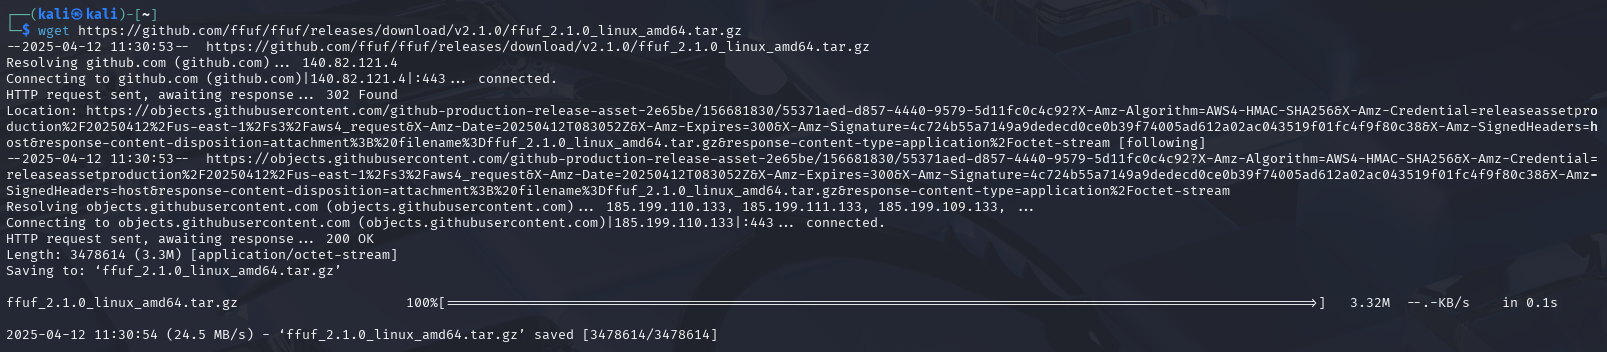 ┌──(kali㉿kali)-[~]
└─$ wget https://github.com/ffuf/ffuf/releases/download/v2.1.0/ffuf_2.1.0_linux_amd64.tar.gz
--2025-04-12 11:30:53--  https://github.com/ffuf/ffuf/releases/download/v2.1.0/ffuf_2.1.0_linux_amd64.tar.gz
Resolving github.com (github.com)... 140.82.121.4
Connecting to github.com (github.com)|140.82.121.4|:443... connected.
HTTP request sent, awaiting response... 302 Found
Location: https://objects.githubusercontent.com/github-production-release-asset-2e65be/156681830/55371aed-d857-4440-9579-5d11fc0c4c92?X-Amz-Algorithm=AWS4-HMAC-SHA256&X-Amz-Credential=releaseassetpro
duction%2F20250412%2Fus-east-1%2Fs3%2Faws4_request&X-Amz-Date=20250412T083052Z&X-Amz-Expires=300&X-Amz-Signature=4c724b55a7149a9dedecd0ce0b39f74005ad612a02ac043519f01fc4f9f80c38&X-Amz-SignedHeaders=h
ost&response-content-disposition=attachment%3B%20filename%3Dffuf_2.1.0_linux_amd64.tar.gz&response-content-type=application%2Foctet-stream [following]
--2025-04-12 11:30:53--  https://objects.githubusercontent.com/github-production-release-asset-2e65be/156681830/55371aed-d857-4440-9579-5d11fc0c4c92?X-Amz-Algorithm=AWS4-HMAC-SHA256&X-Amz-Credential=
releaseassetproduction%2F20250412%2Fus-east-1%2Fs3%2Faws4_request&X-Amz-Date=20250412T083052Z&X-Amz-Expires=300&X-Amz-Signature=4c724b55a7149a9dedecd0ce0b39f74005ad612a02ac043519f01fc4f9f80c38&X-Amz-
SignedHeaders=host&response-content-disposition=attachment%3B%20filename%3Dffuf_2.1.0_linux_amd64.tar.gz&response-content-type=application%2Foctet-stream
Resolving objects.githubusercontent.com (objects.githubusercontent.com)... 185.199.110.133, 185.199.111.133, 185.199.109.133, ...
Connecting to objects.githubusercontent.com (objects.githubusercontent.com)|185.199.110.133|:443... connected.
HTTP request sent, awaiting response... 200 OK
Length: 3478614 (3.3M) [application/octet-stream]
Saving to: ‘ffuf_2.1.0_linux_amd64.tar.gz’
ffuf_2.1.0_linux_amd64.tar.gz 100%[==================================================>] 3.32M --.-KB/s in 0.1s
2025-04-12 11:30:54 (24.5 MB/s) - ‘ffuf_2.1.0_linux_amd64.tar.gz’ saved [3478614/3478614]